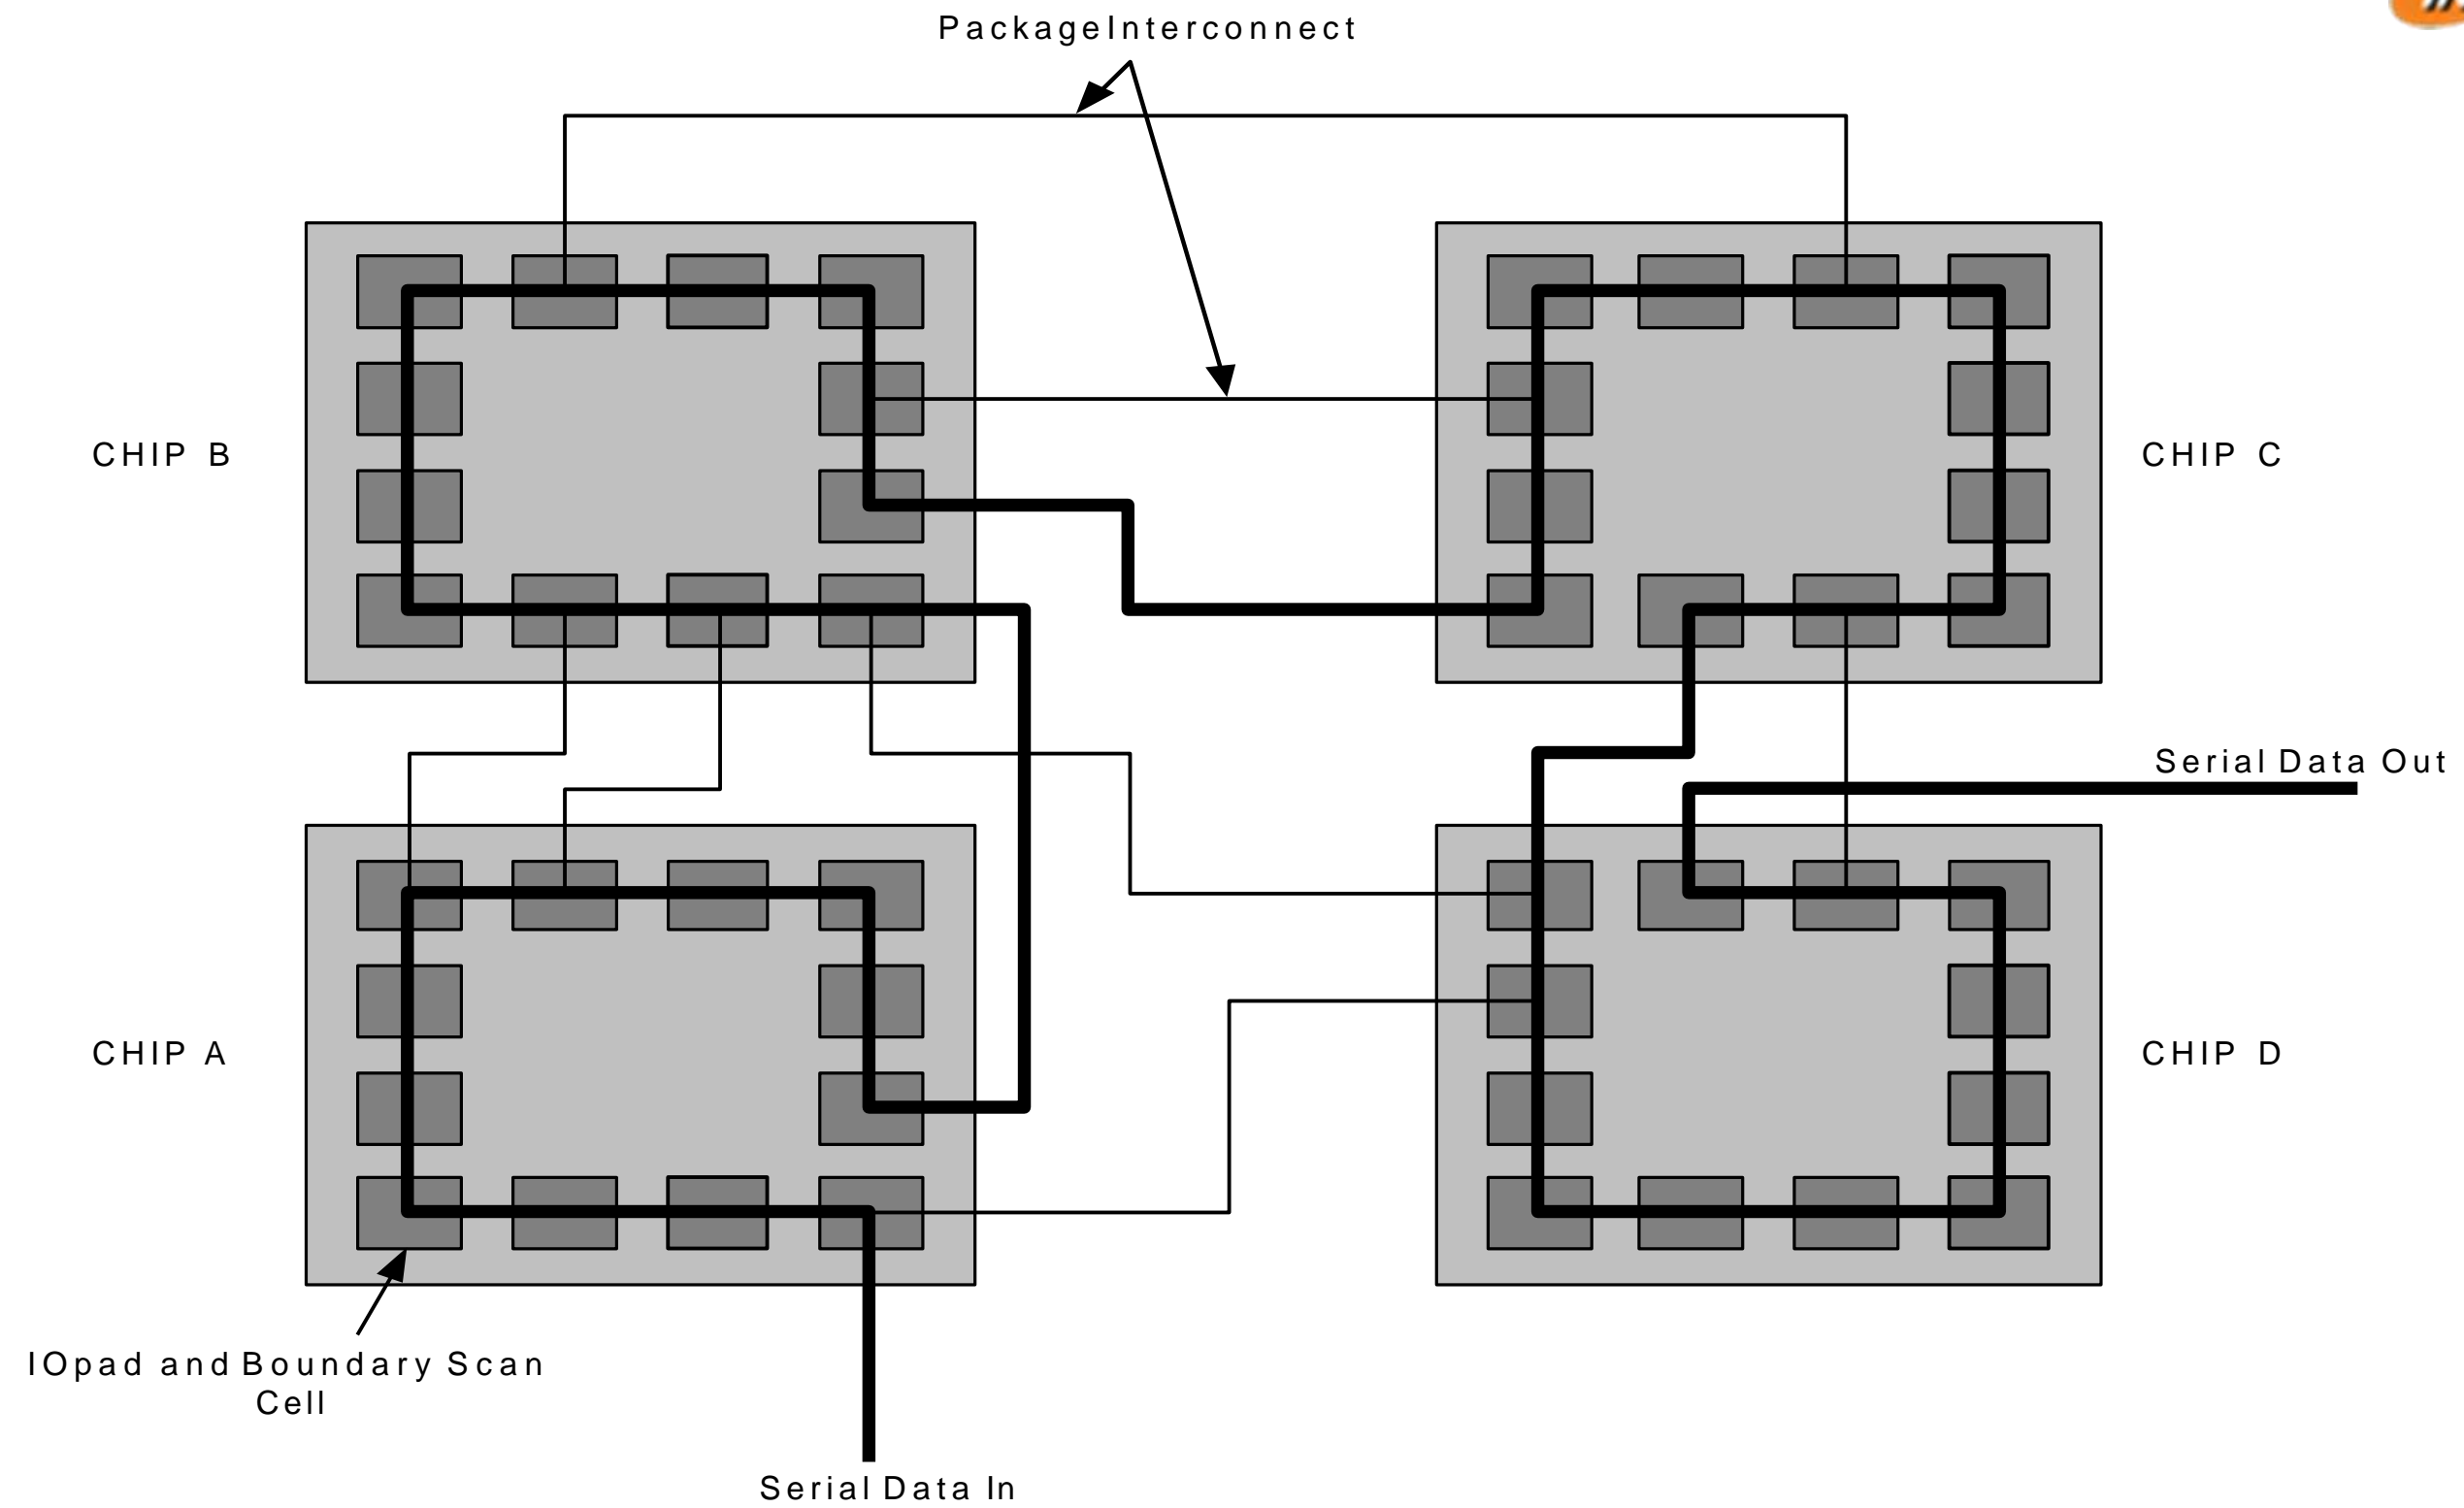 PackageInterconnect
CHIP B
CHIP C
Serial Data Out
CHIP A
CHIP D
IOpad and Boundary Scan
Cell
Serial Data In